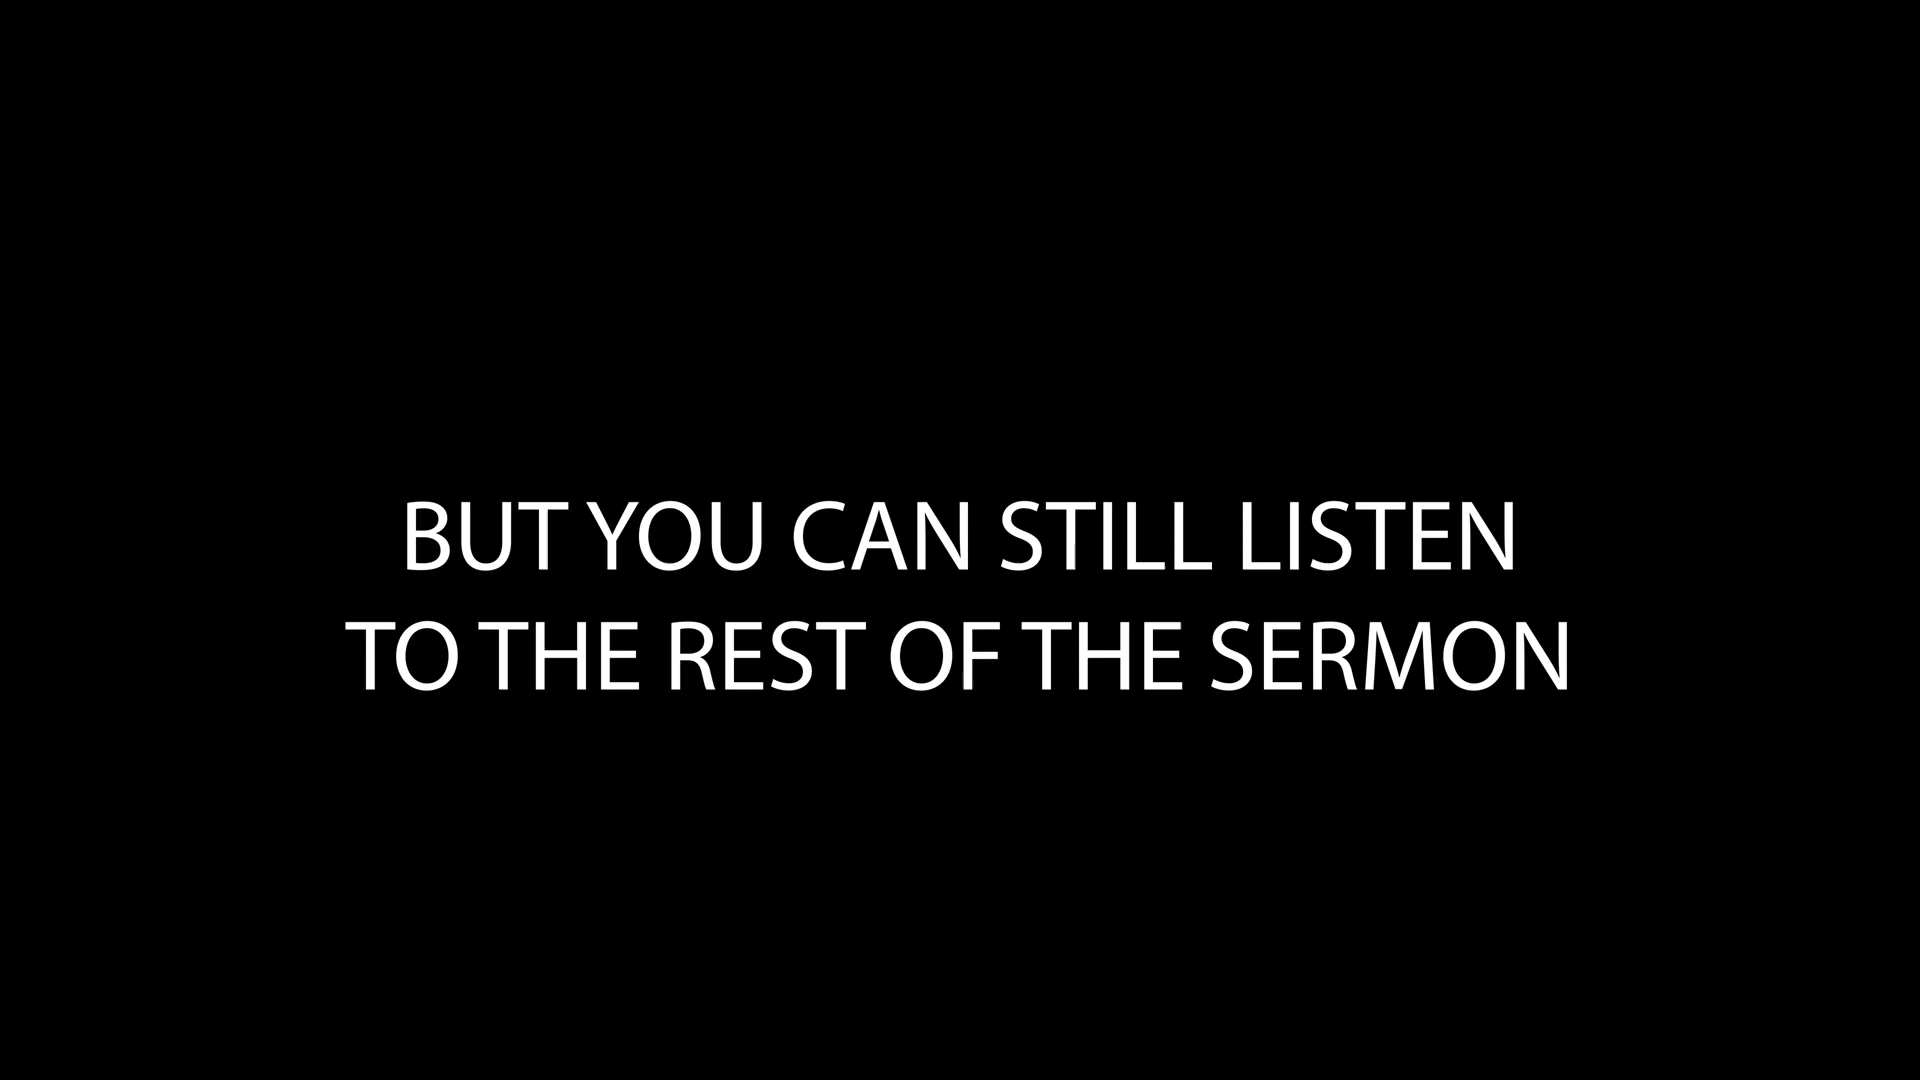 BUT YOU CAN STILL LISTEN
TO THE REST OF THE SERMON